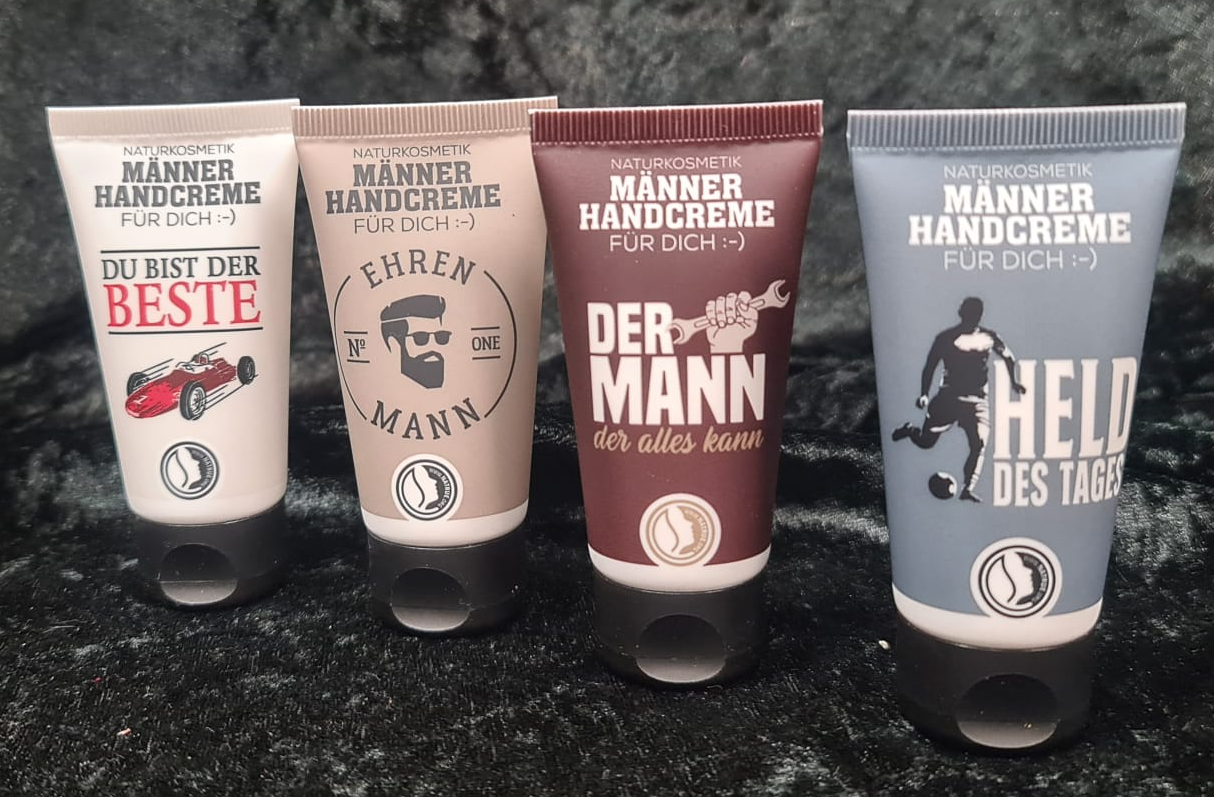 NATURKOSMETIK
MÄNNER
HANDCREME
FÜR DICH :-)
DU BIST DER
BESTE
2
NATURKOSMETIK
MÄNNER
HANDCREME
FÜR DICH :-)
EHREN
Nº ONE
MANN
NATURKOSMETIK
MÄNNER
HANDCREME
FÜR DICH :-)
DER
MANN
der alles kann
NATURKOSMETIK
MÄNNER
HANDCREME
FÜR DICH :-)
HELD
DES TAGES